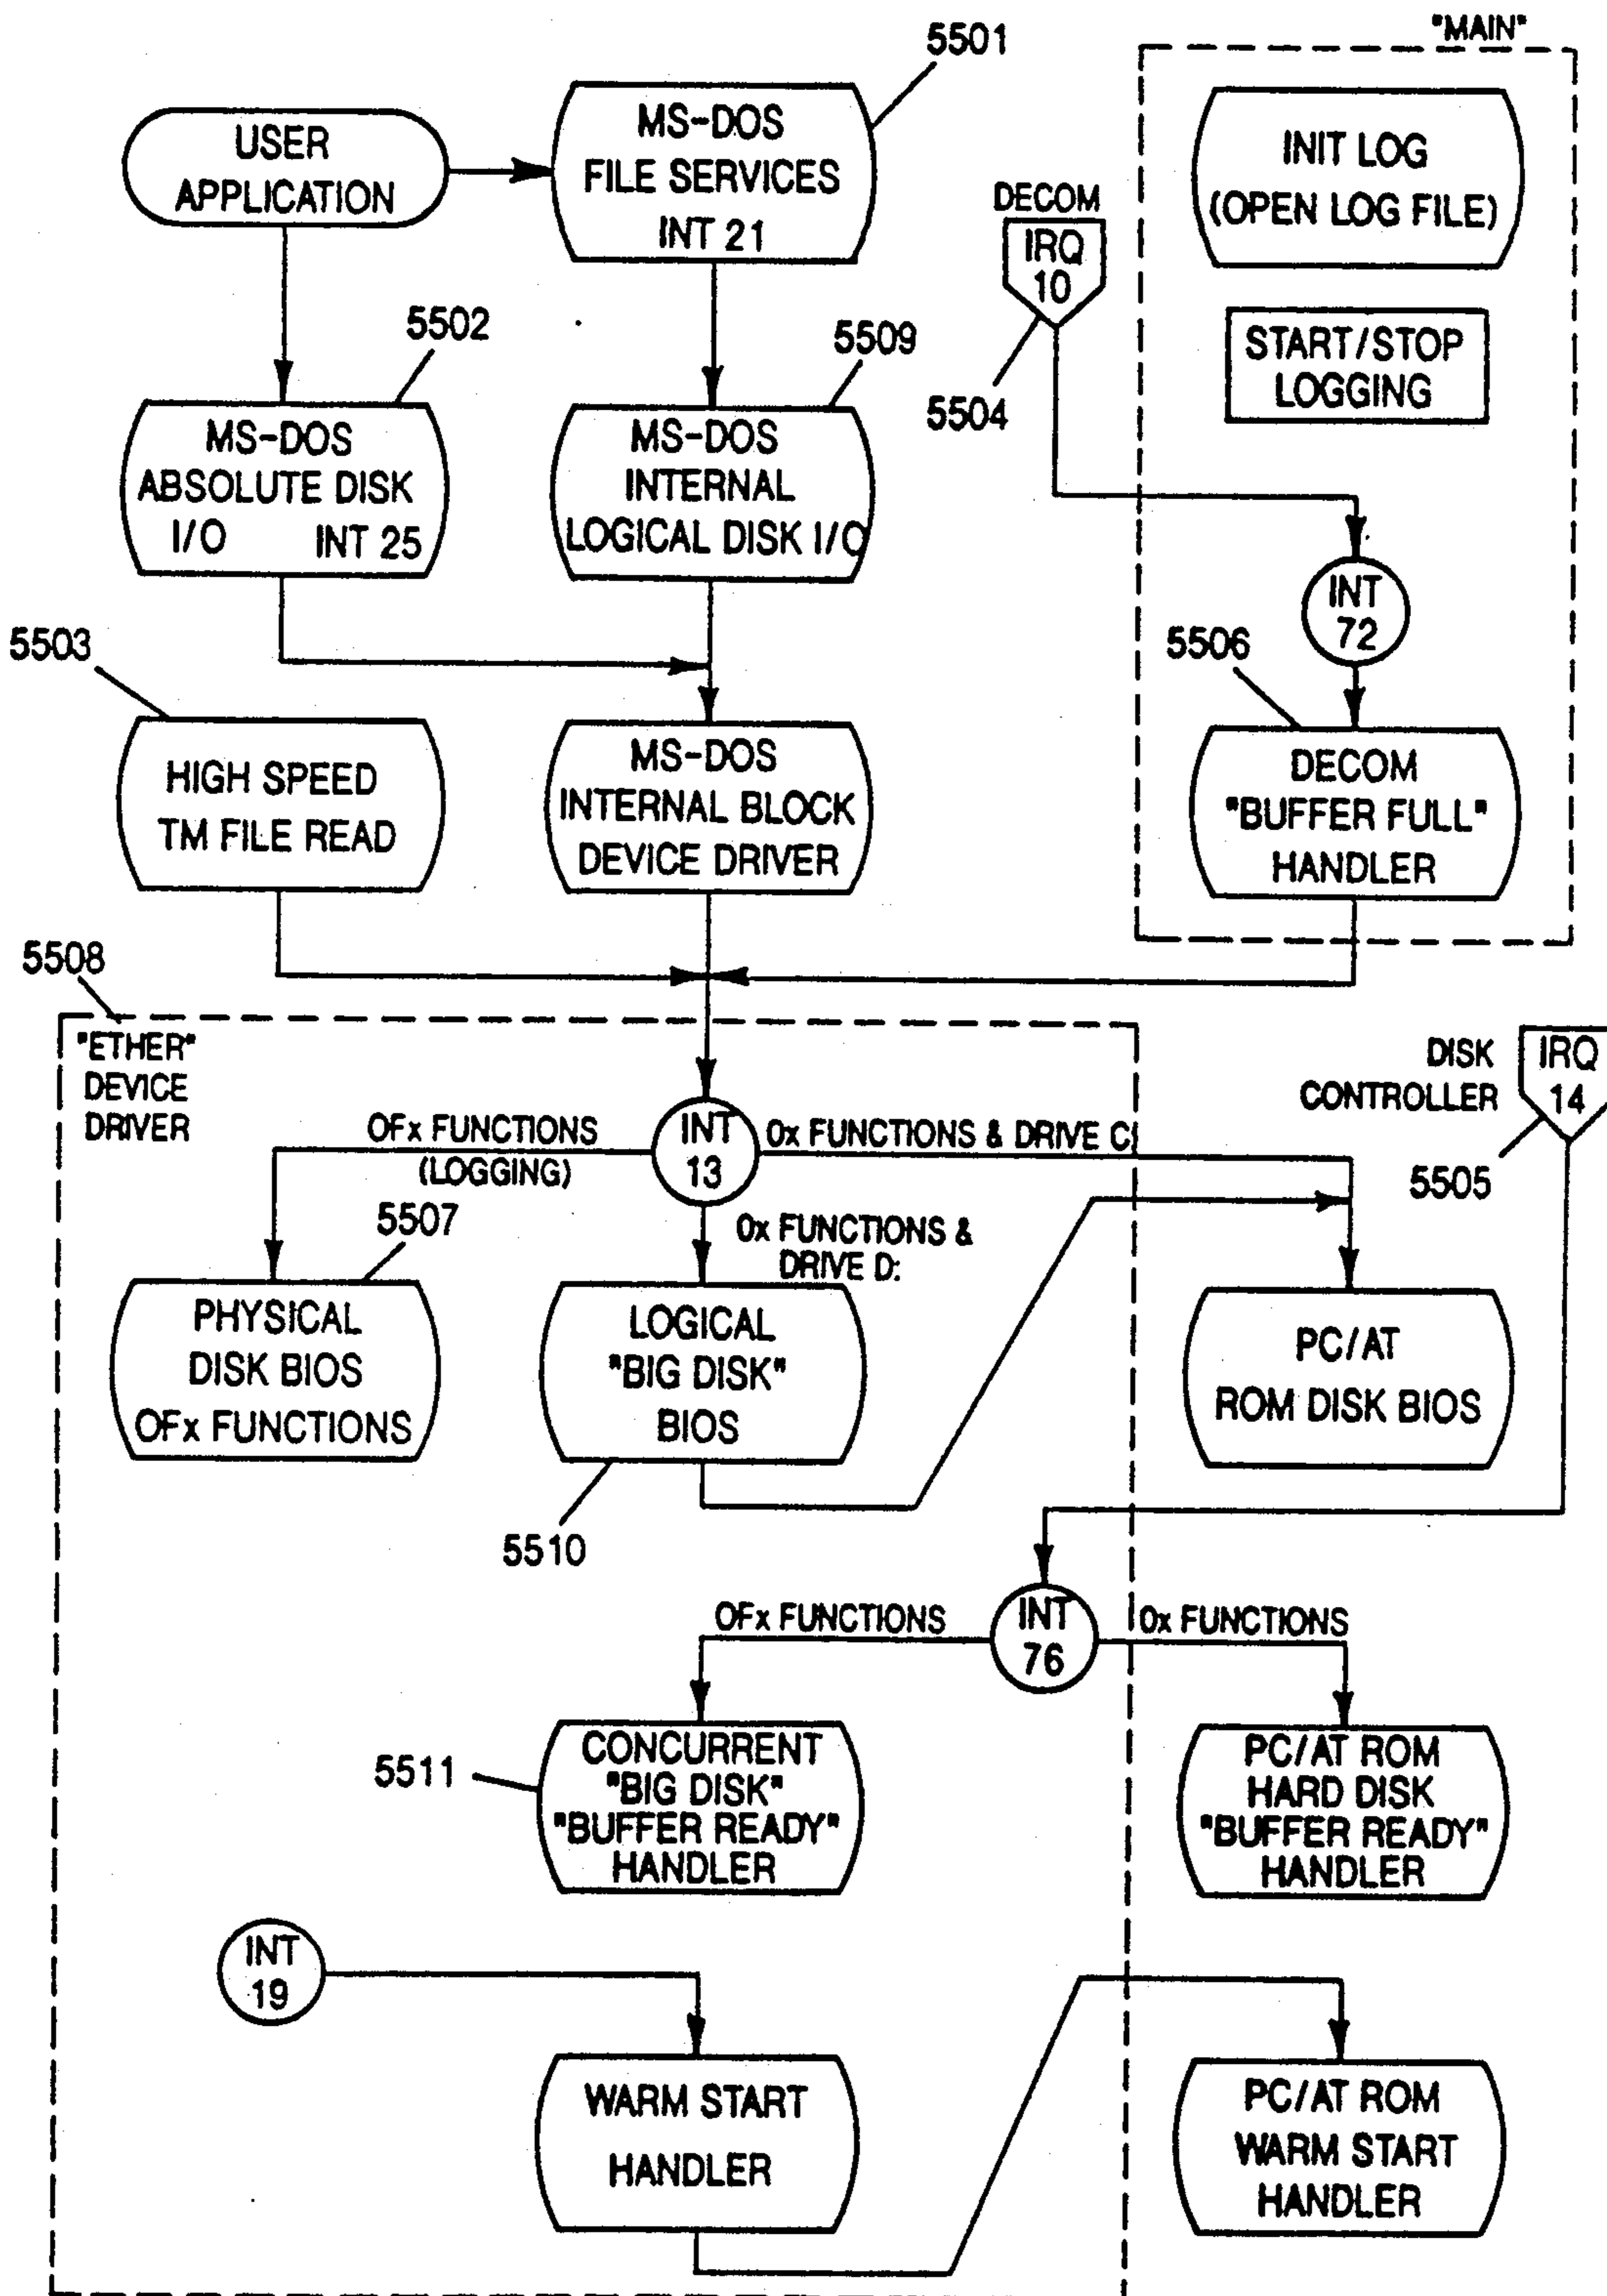 "MAIN"
5501
USER
APPLICATION
MS-DOS
FILE SERVICES
INT 21
INIT LOG
(OPEN LOG FILE)
DECOM
IRQ
10
5504
START/STOP
LOGGING
5502
5509
MS-DOS
ABSOLUTE DISK
I/O INT 25
MS-DOS
INTERNAL
LOGICAL DISK I/O
INT
72
5503
5506
HIGH SPEED
TM FILE READ
MS-DOS
INTERNAL BLOCK
DEVICE DRIVER
DECOM
"BUFFER FULL"
HANDLER
5508
"ETHER"
DEVICE
DRIVER
DISK
CONTROLLER
IRQ
14
5505
OFx FUNCTIONS
(LOGGING)
INT
13
0x FUNCTIONS & DRIVE C:
5507
0x FUNCTIONS &
DRIVE D:
PHYSICAL
DISK BIOS
OFx FUNCTIONS
LOGICAL
"BIG DISK"
BIOS
PC/AT
ROM DISK BIOS
5510
OFx FUNCTIONS
INT
76
0x FUNCTIONS
5511
CONCURRENT
"BIG DISK"
"BUFFER READY"
HANDLER
PC/AT ROM
HARD DISK
"BUFFER READY"
HANDLER
INT
19
WARM START
HANDLER
PC/AT ROM
WARM START
HANDLER